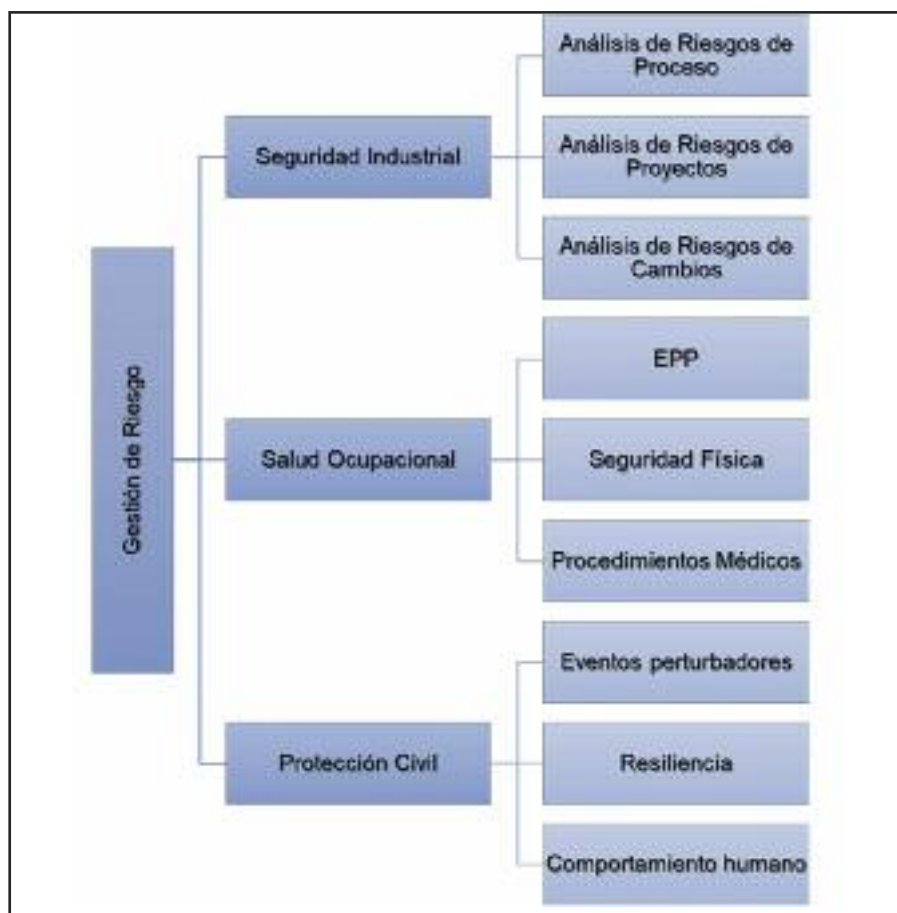 Gestión de Riesgo
Seguridad Industrial
Análisis de Riesgos de
Proceso
Análisis de Riesgos de
Proyectos
Análisis de Riesgos de
Cambios
Salud Ocupacional
EPP
Seguridad Física
Procedimientos Médicos
Protección Civil
Eventos perturbadores
Resiliencia
Comportamiento humano